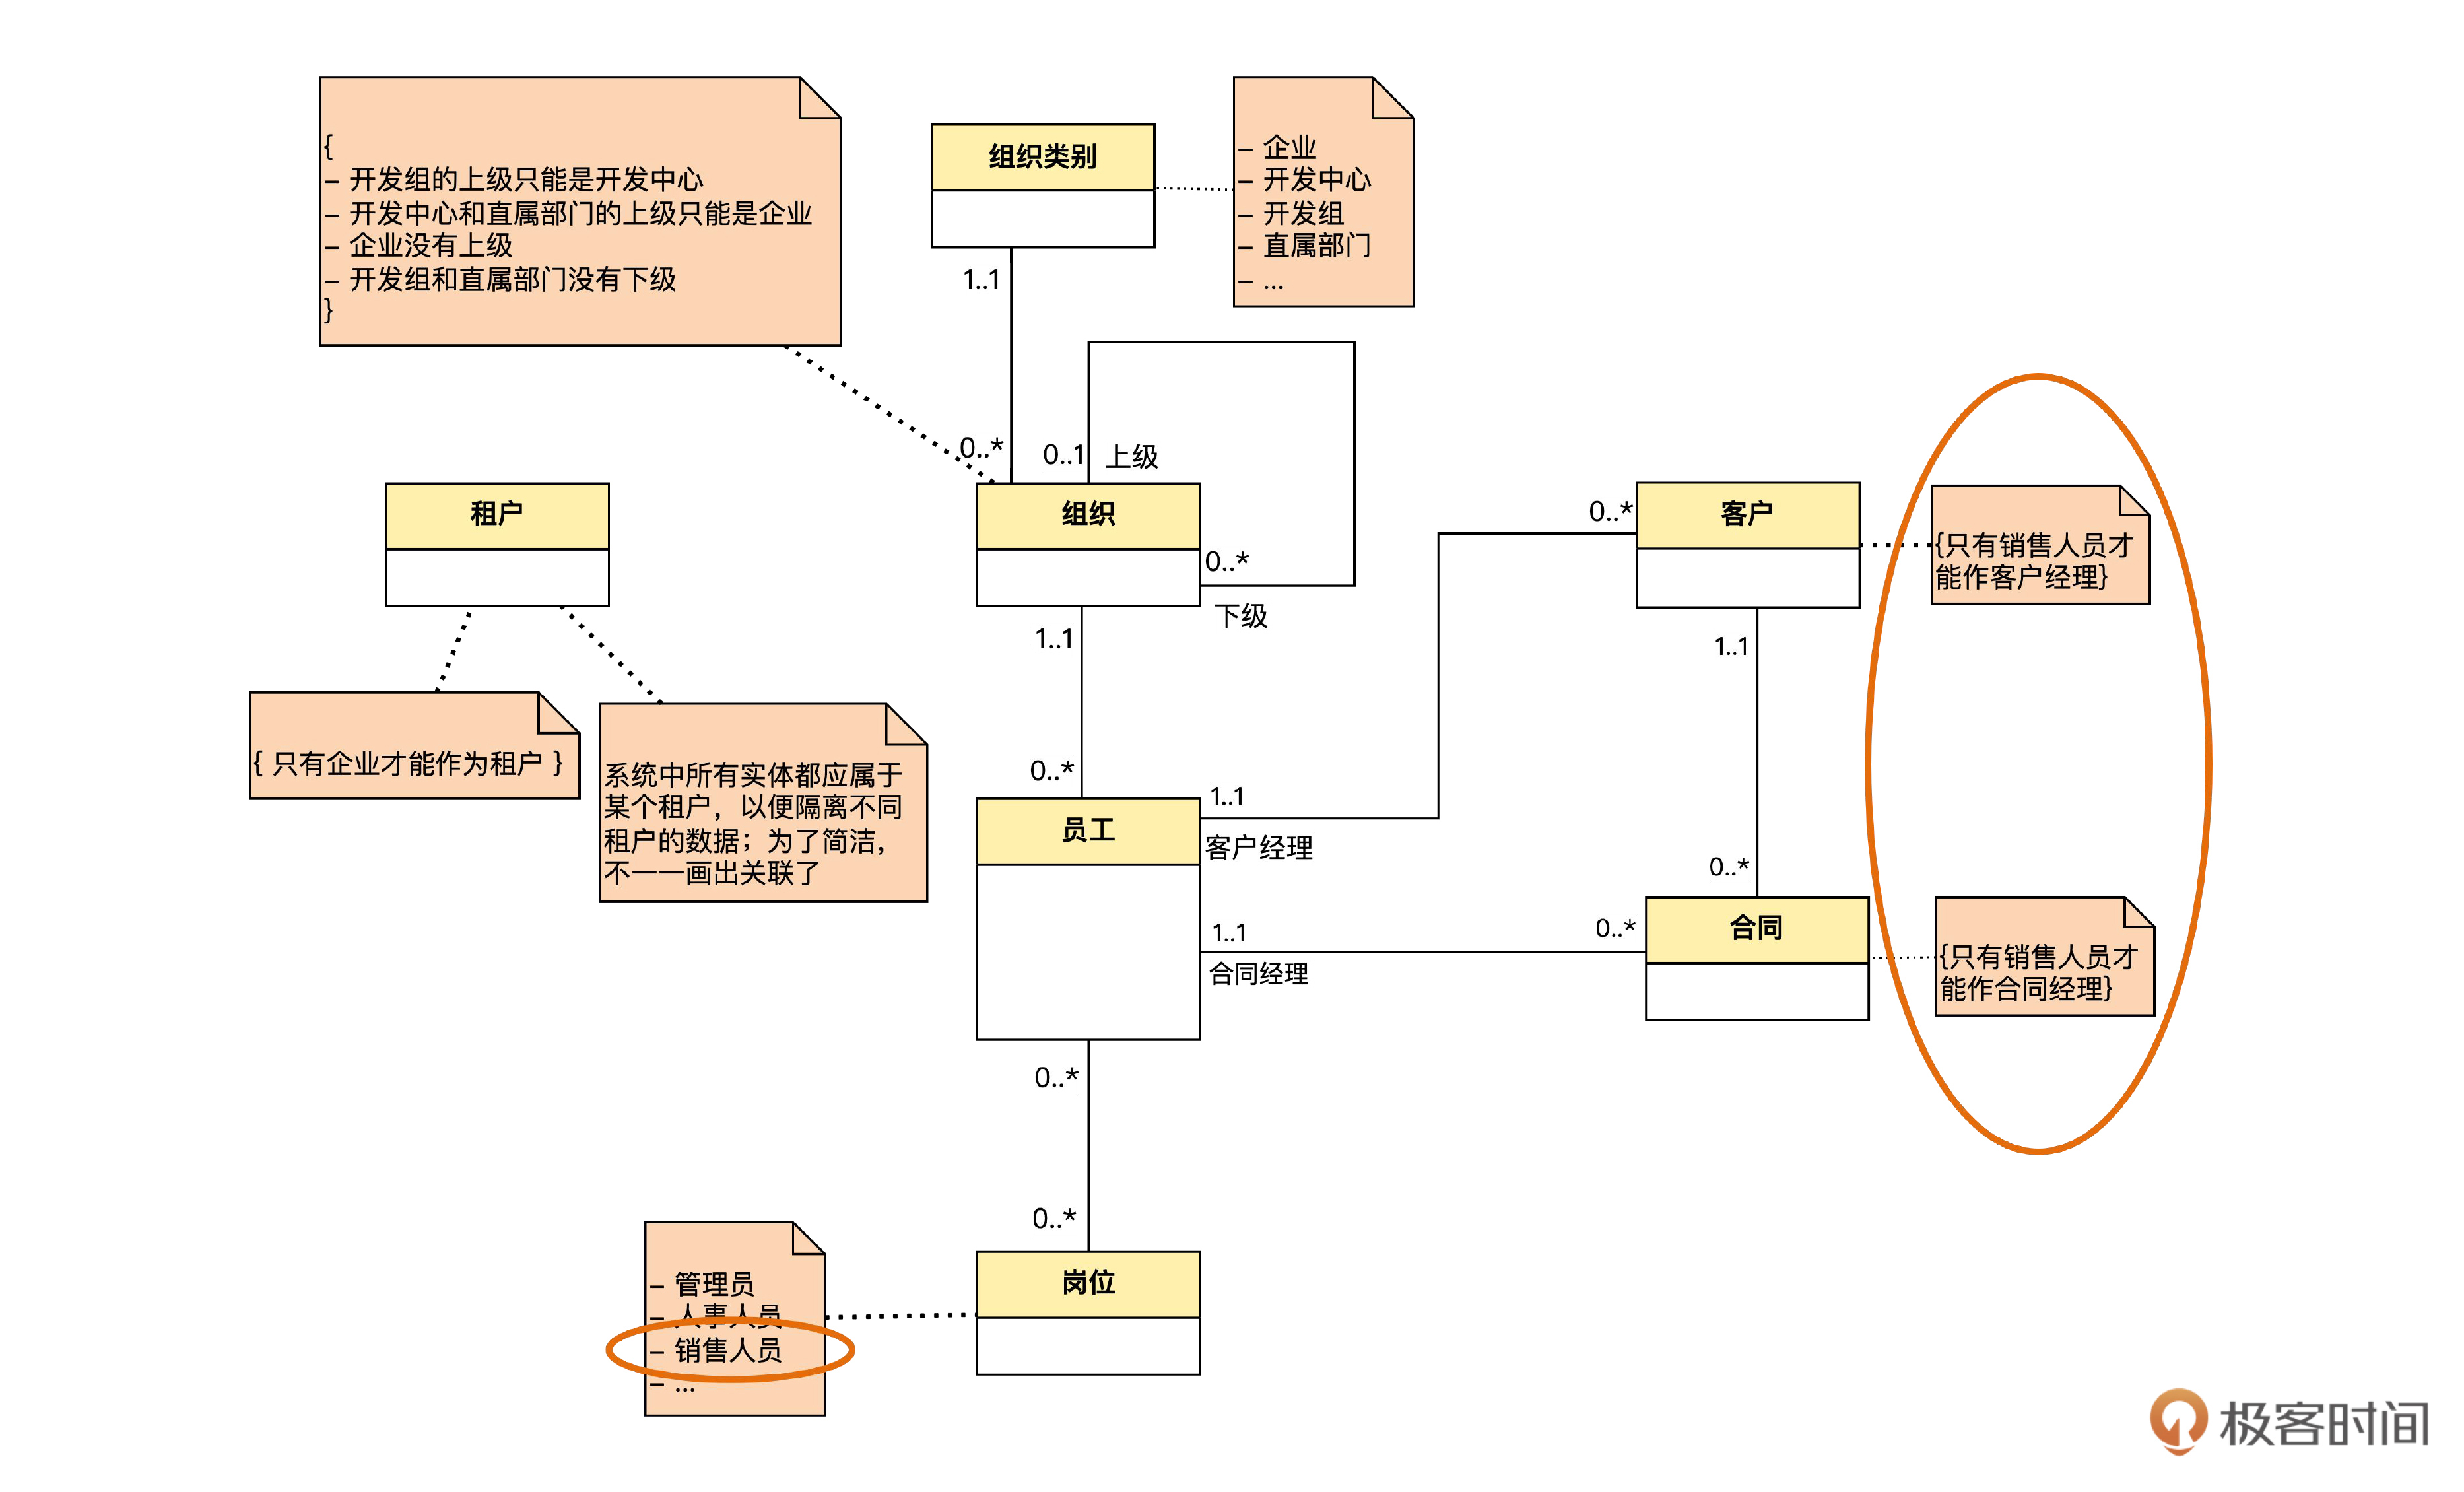 {
– 开发组的上级只能是开发中心
– 开发中心和直属部门的上级只能是企业
– 企业没有上级
– 开发组和直属部门没有下级
}
组织类别
– 企业
– 开发中心
– 开发组
– 直属部门
– ...
1..1
0..*
0..1
上级
租户
组织
0..*
下级
客户
0..*
{只有销售人员才
能作客户经理}
1..1
1..1
{ 只有企业才能作为租户 }
系统中所有实体都应属于
某个租户，以便隔离不同
租户的数据；为了简洁，
不一一画出关联了
0..*
员工
1..1
客户经理
0..*
1..1
合同经理
0..*
合同
{只有销售人员才
能作合同经理}
0..*
0..*
– 管理员
– 人事人员
– 销售人员
– ...
岗位
极客时间